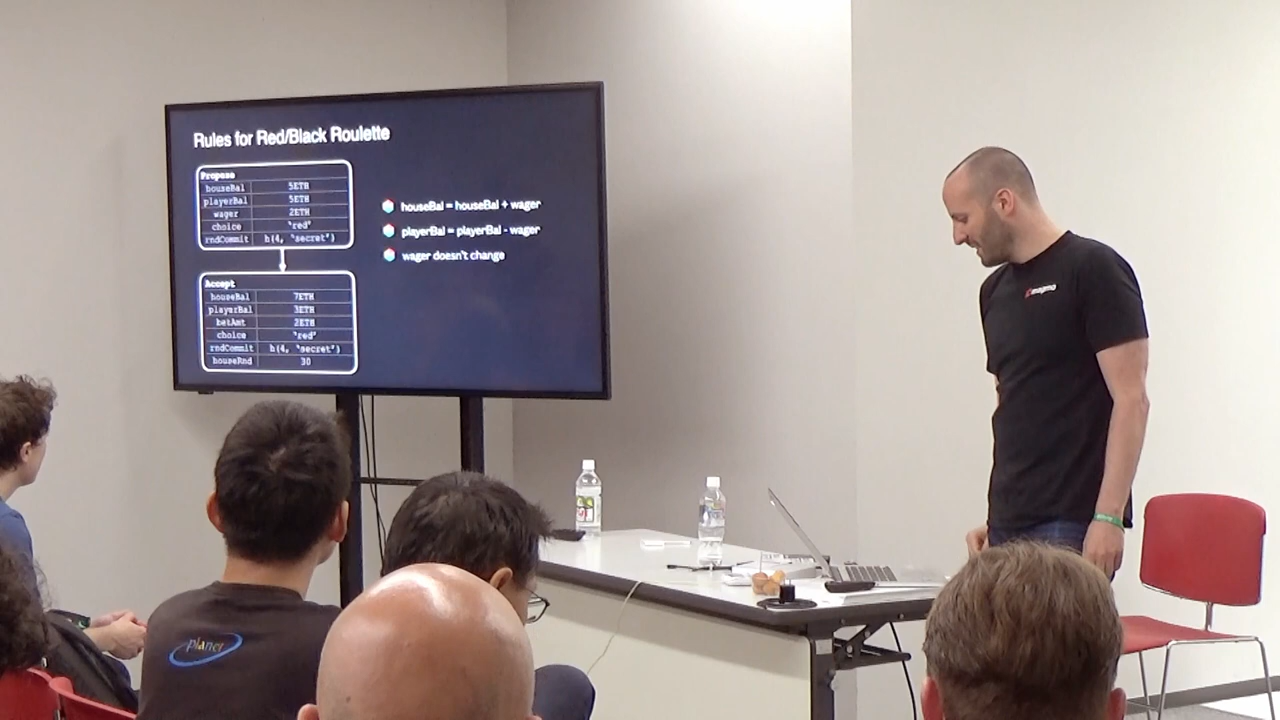 Rules for Red/Black Roulette
Propose
houseBal 5ETH
playerBal 5ETH
wager 2ETH
choice "red"
rndCommit h(4, "secret")
Accept
houseBal 7ETH
playerBal 3ETH
betAmt 2ETH
choice "red"
rndCommit h(4, "secret")
houseRnd 30
houseBal = houseBal + wager
playerBal = playerBal - wager
wager doesn't change
magmo
planet